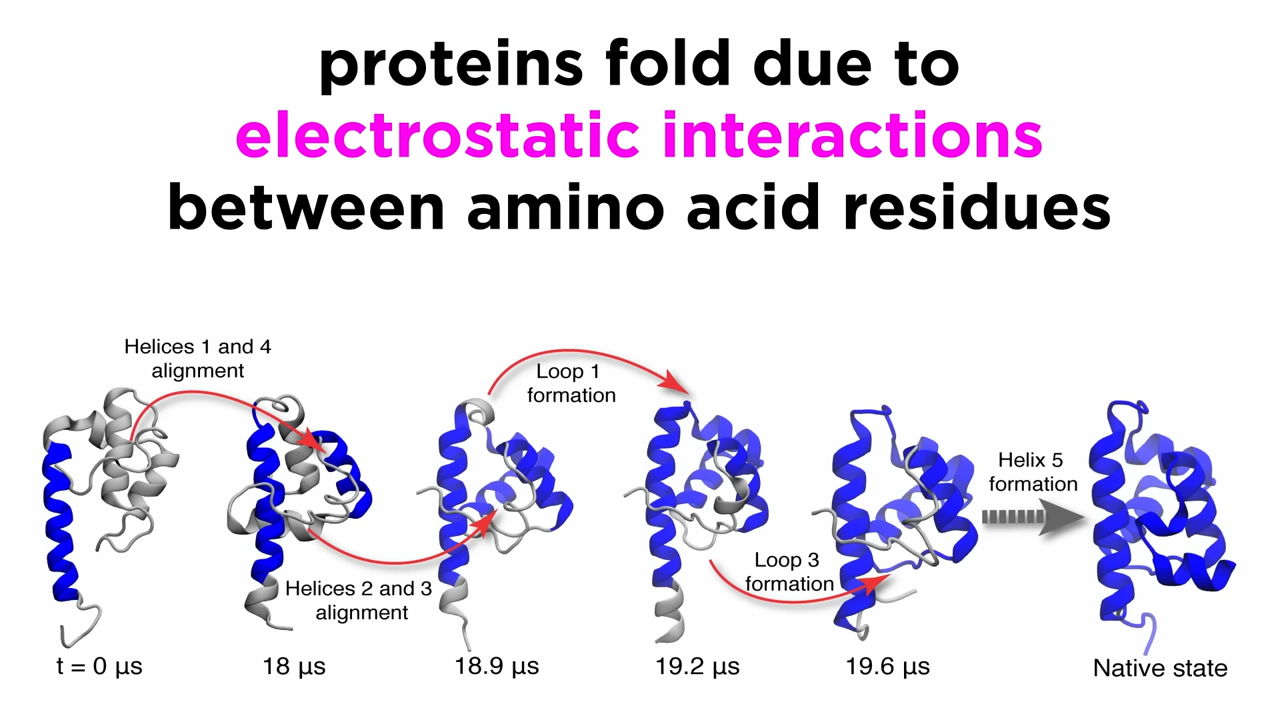 proteins fold due to
electrostatic interactions
between amino acid residues
Helices 1 and 4
alignment
Loop 1
formation
Helix 5
formation
Loop 3
formation
Helices 2 and 3
alignment
t = 0 µs
18 µs
18.9 µs
19.2 µs
19.6 µs
Native state